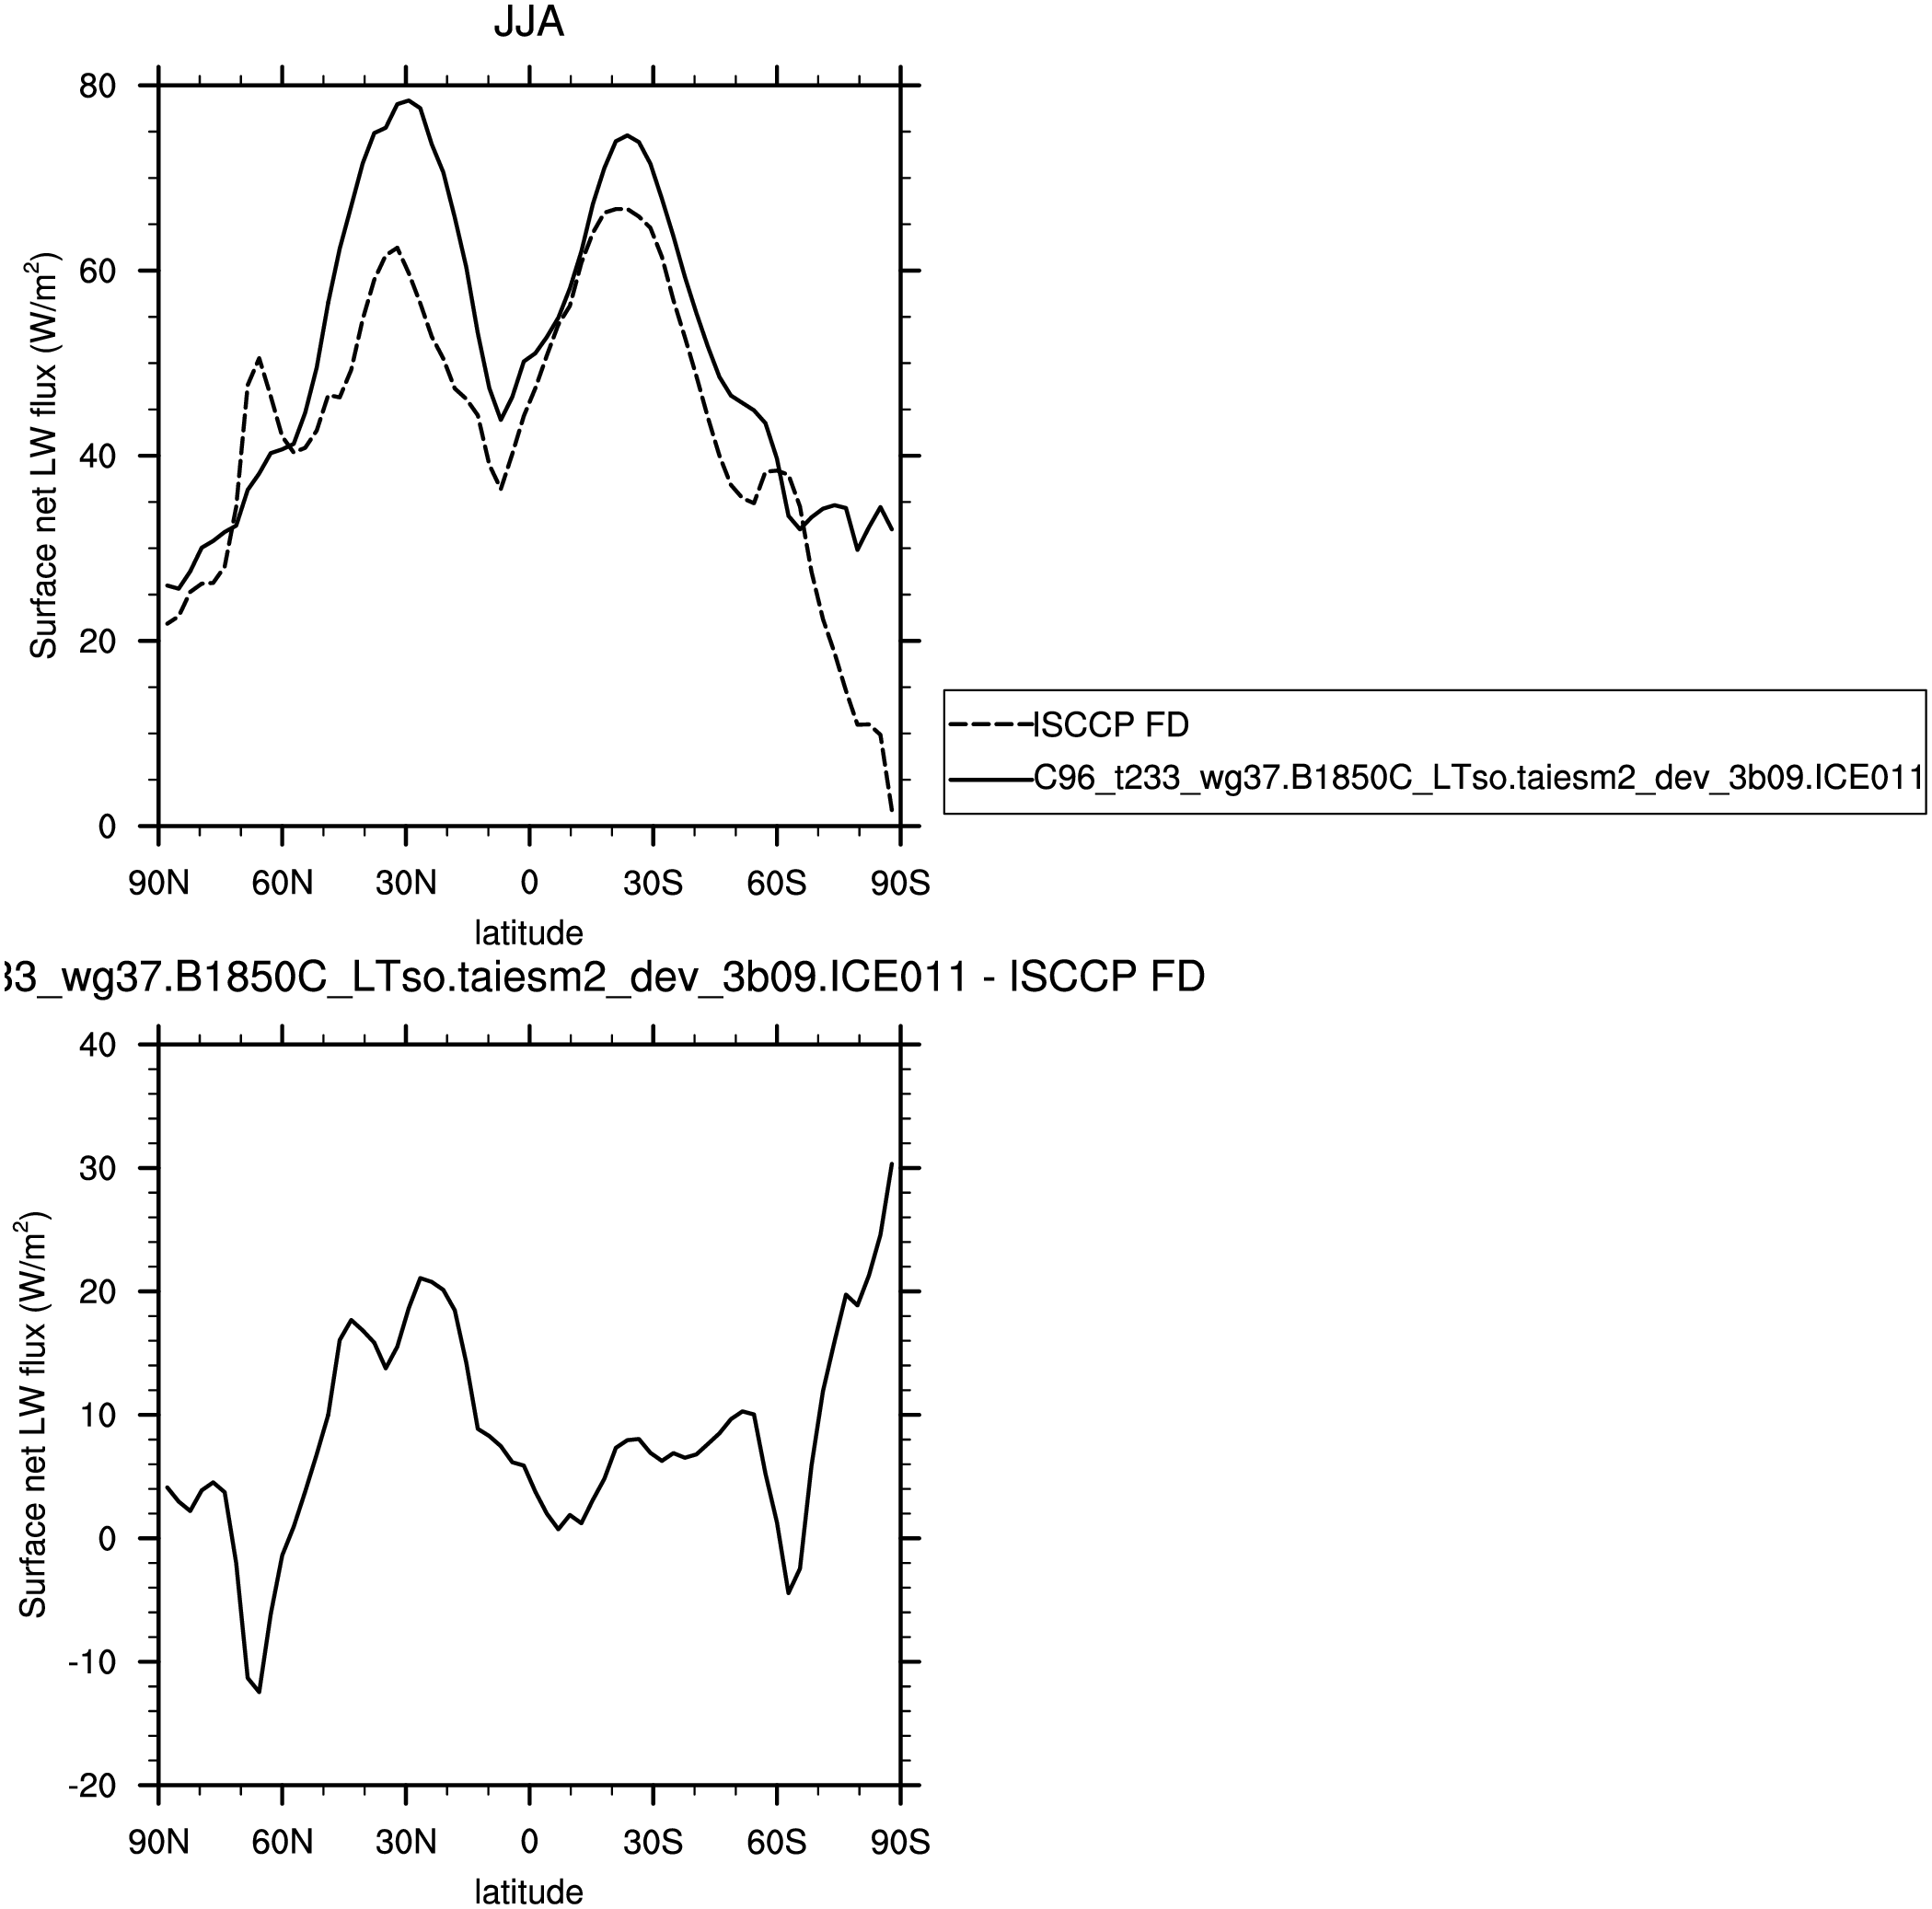 JJA
Surface net LW flux (W/m²)
80
60
40
20
0
90N 60N 30N 0 30S 60S 90S
latitude
ISCCP FD
C96_t233_wg37.B1850C_LTso.taiesm2_dev_3b09.ICE011
33_wg37.B1850C_LTso.taiesm2_dev_3b09.ICE011 - ISCCP FD
Surface net LW flux (W/m²)
40
30
20
10
0
-10
-20
90N 60N 30N 0 30S 60S 90S
latitude